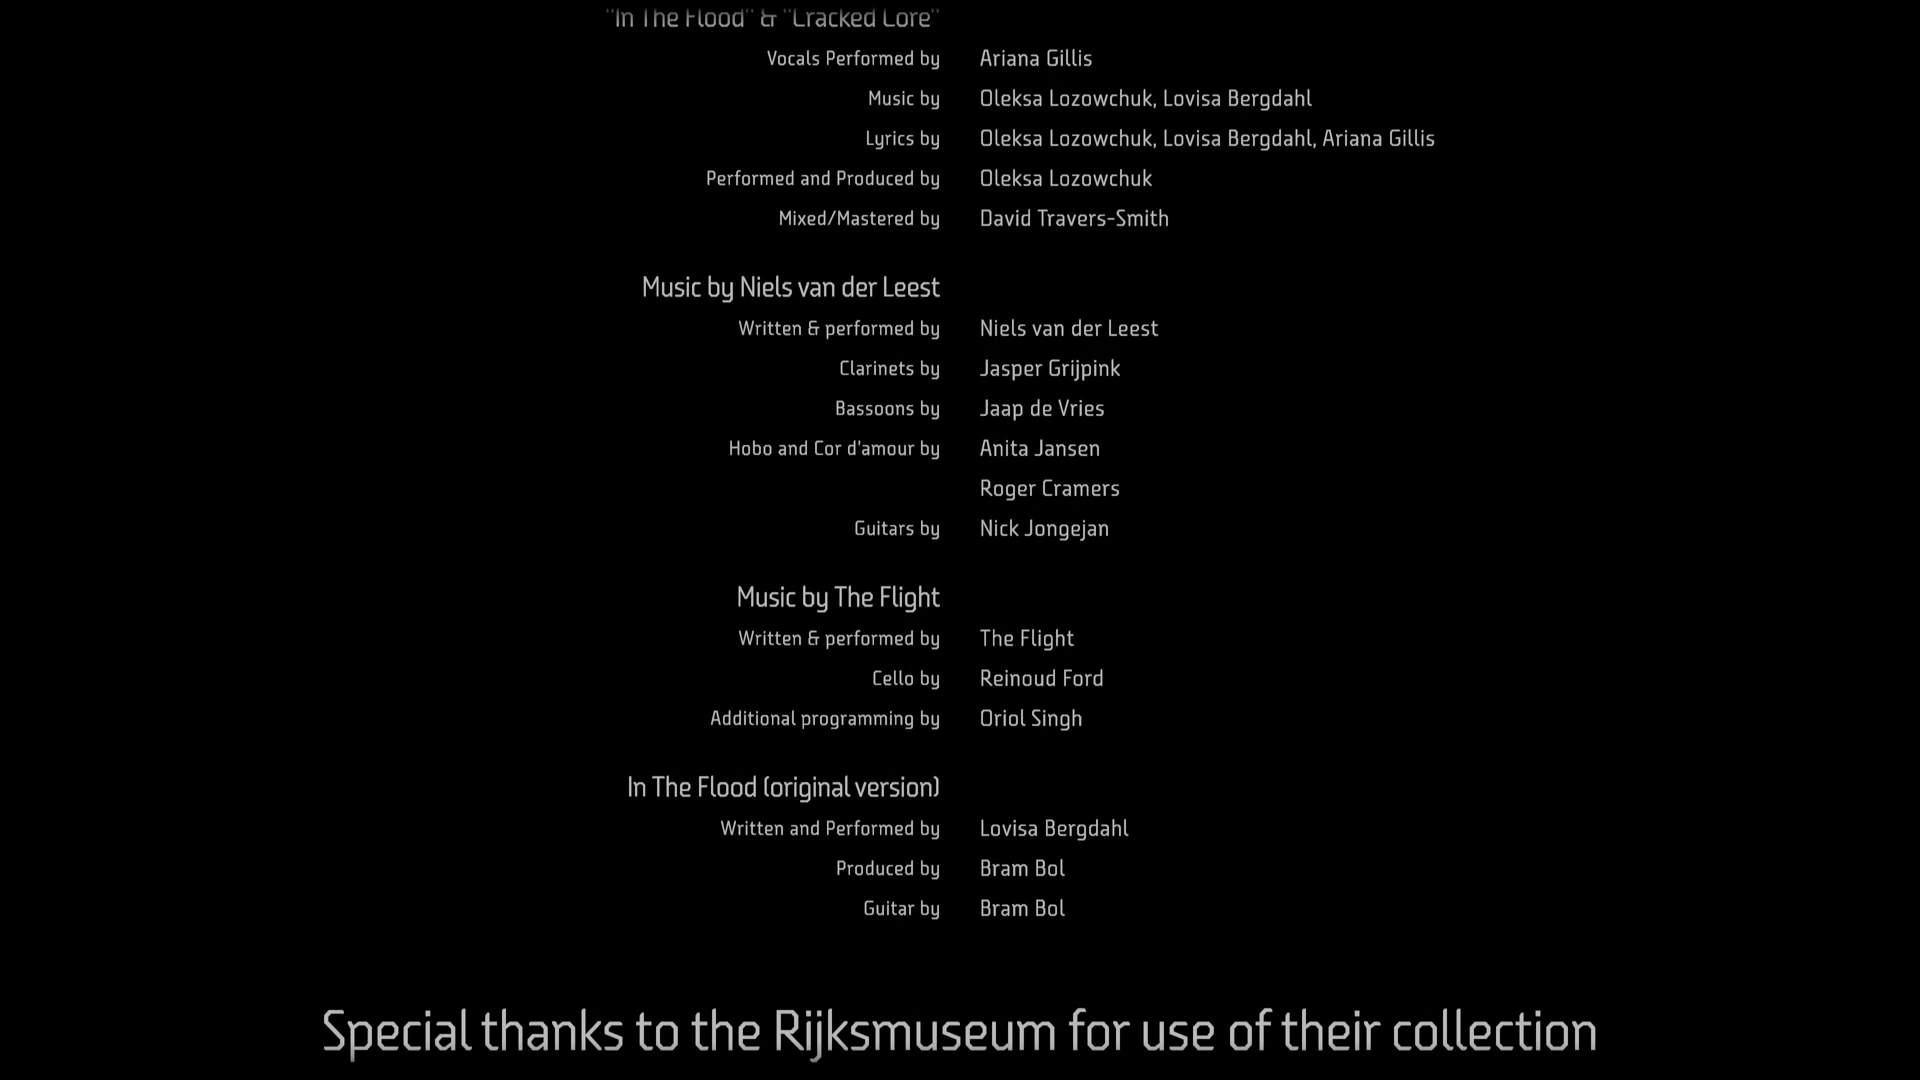 "In The Flood" & "Cracked Core"
Vocals Performed by Ariana Gillis
Music by Oleksa Lozowchuk, Lovisa Bergdahl
Lyrics by Oleksa Lozowchuk, Lovisa Bergdahl, Ariana Gillis
Performed and Produced by Oleksa Lozowchuk
Mixed/Mastered by David Travers-Smith
Music by Niels van der Leest
Written & performed by Niels van der Leest
Clarinets by Jasper Grijpink
Bassoons by Jaap de Vries
Hobo and Cor d'amour by Anita Jansen
Roger Cramers
Guitars by Nick Jongejan
Music by The Flight
Written & performed by The Flight
Cello by Reinoud Ford
Additional programming by Oriol Singh
In The Flood (original version)
Written and Performed by Lovisa Bergdahl
Produced by Bram Bol
Guitar by Bram Bol
Special thanks to the Rijksmuseum for use of their collection